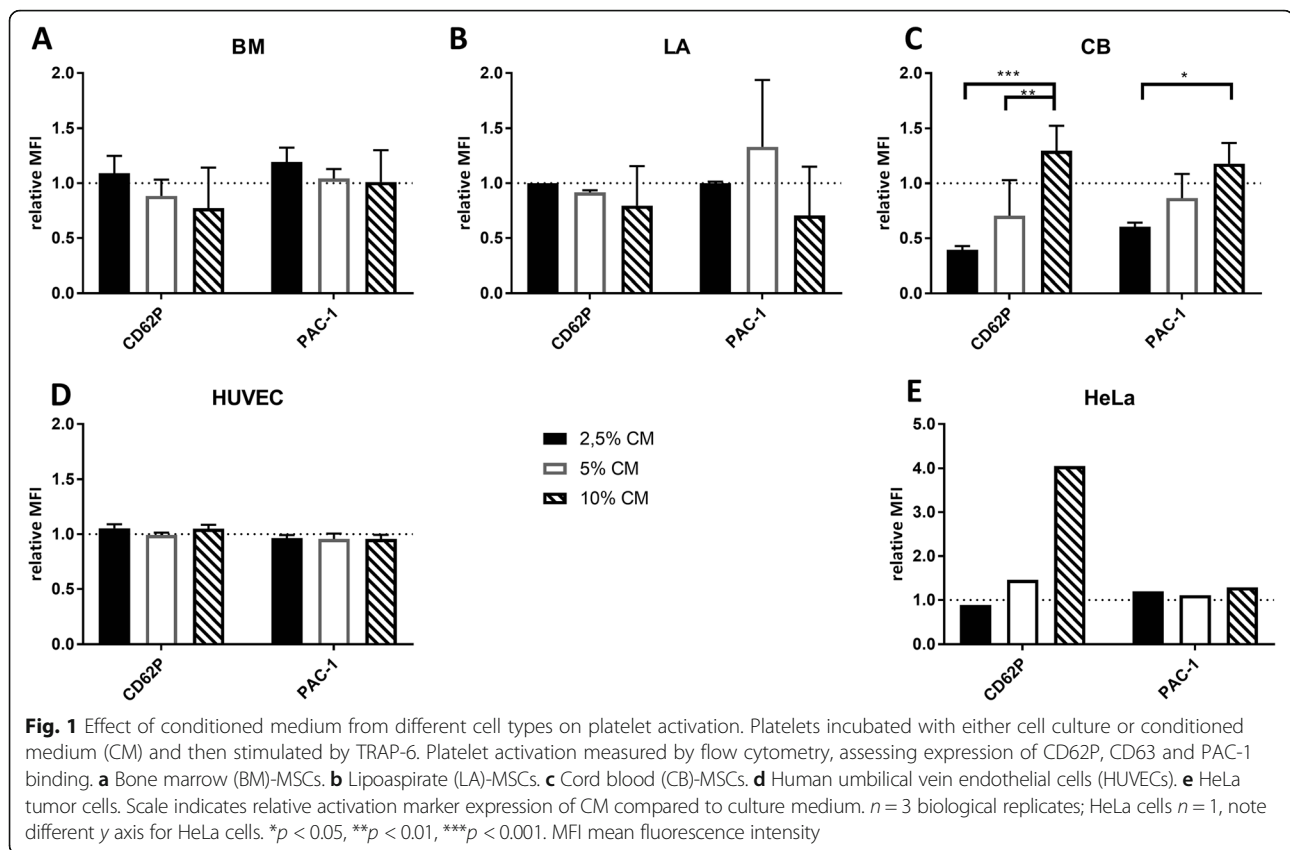 A
BM
relative MFI
2.0
1.5
1.0
0.5
0.0
CD62P
PAC-1
B
LA
relative MFI
2.0
1.5
1.0
0.5
0.0
CD62P
PAC-1
C
CB
relative MFI
2.0
1.5
1.0
0.5
0.0
***
**
*
CD62P
PAC-1
D
HUVEC
relative MFI
2.0
1.5
1.0
0.5
0.0
CD62P
PAC-1
2,5% CM
5% CM
10% CM
E
HeLa
relative MFI
5.0
4.0
3.0
2.0
1.0
0.0
CD62P
PAC-1
Fig. 1 Effect of conditioned medium from different cell types on platelet activation. Platelets incubated with either cell culture or conditioned
medium (CM) and then stimulated by TRAP-6. Platelet activation measured by flow cytometry, assessing expression of CD62P, CD63 and PAC-1
binding. a Bone marrow (BM)-MSCs. b Lipoaspirate (LA)-MSCs. c Cord blood (CB)-MSCs. d Human umbilical vein endothelial cells (HUVECs). e HeLa
tumor cells. Scale indicates relative activation marker expression of CM compared to culture medium. n = 3 biological replicates; HeLa cells n = 1, note
different y axis for HeLa cells. *p < 0.05, **p < 0.01, ***p < 0.001. MFI mean fluorescence intensity